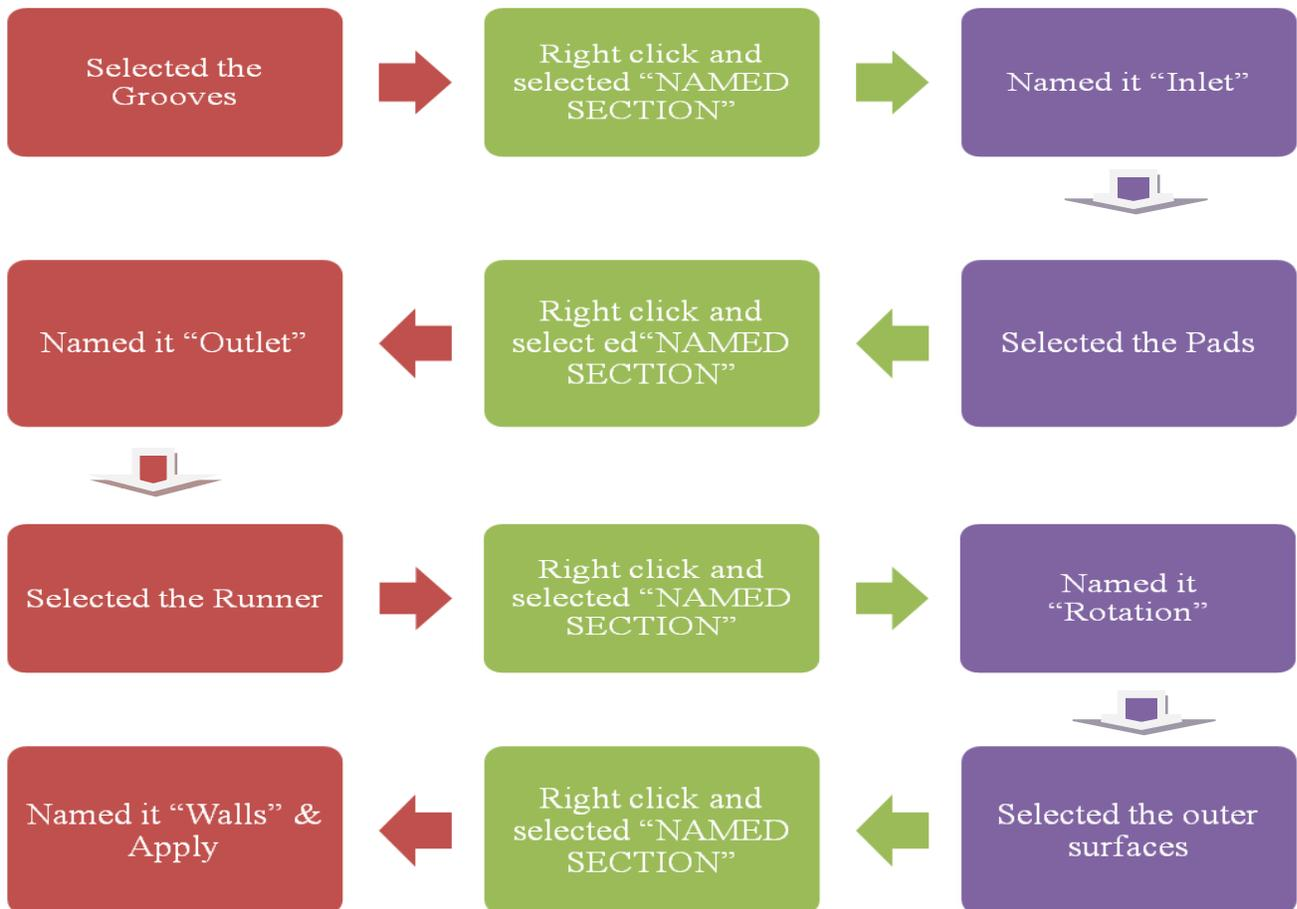 Selected the
Grooves
Right click and
selected “NAMED
SECTION”
Named it “Inlet”
Selected the Pads
Right click and
select ed“NAMED
SECTION”
Named it “Outlet”
Selected the Runner
Right click and
selected “NAMED
SECTION”
Named it
“Rotation”
Selected the outer
surfaces
Right click and
selected “NAMED
SECTION”
Named it “Walls” &
Apply